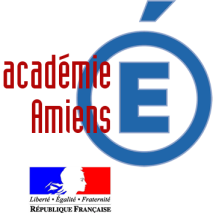 académie
Amiens
É
Liberté • Égalité • Fraternité
RÉPUBLIQUE FRANÇAISE